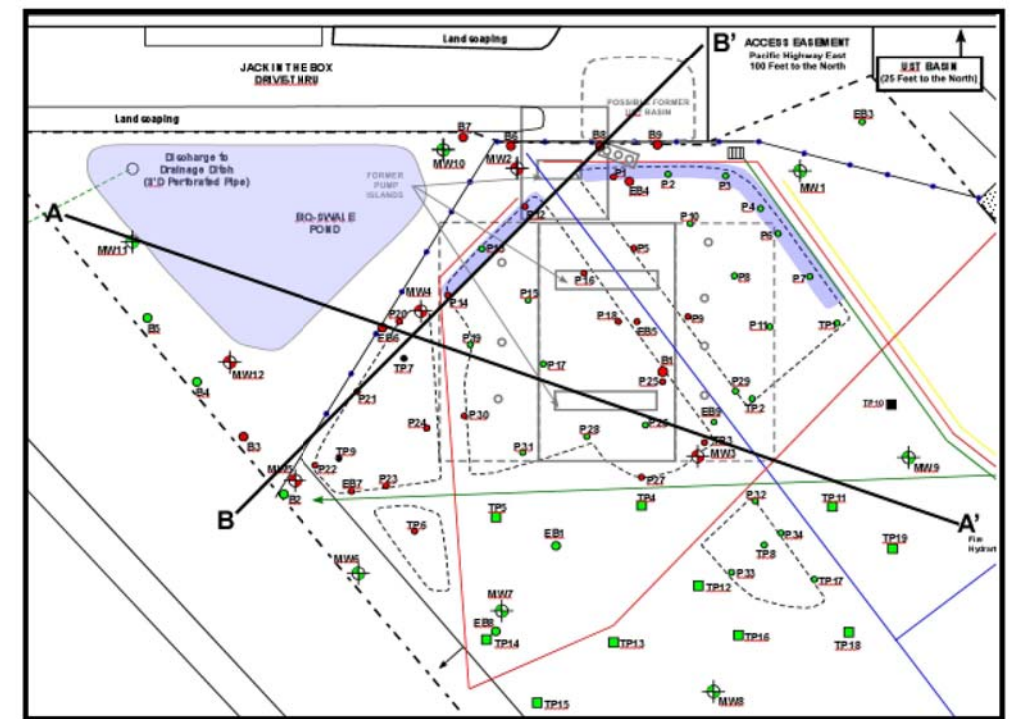 Landscaping
B'
ACCESS EASEMENT
Pacific Highway East
100 Feet to the North
UST BASIN
(25 Feet to the North)
JACK IN THE BOX
DRIVE-THRU
POSSIBLE FORMER
UST BASIN
Landscaping
EB3
B7
B6
B8
B9
MW10
MW2
Discharge to
Drainage Ditch
(3"D Perforated Pipe)
FORMER
PUMP
ISLANDS
P1
EB4
P2
P3
MW1
A
BIO-SWALE
POND
P12
P10
P4
P6
MW11
P13
P5
P16
P8
P7
MW4
P14
P15
B5
P20
EB6
P18
EB5
P9
P11
TP1
P19
TP7
MW12
P17
B1
P25
B4
P21
P29
TP2
TP10
P30
EB9
P24
P28
P26
B3
TP3
TP9
P31
MW3
MW9
MW5
P22
P27
B2
EB7
P23
B
TP5
TP4
P32
TP11
A'
Fire
Hydrant
TP6
EB1
P34
TP8
TP19
MW6
P33
TP12
TP17
MW7
EB8
TP14
TP13
TP16
TP18
MW8
TP15